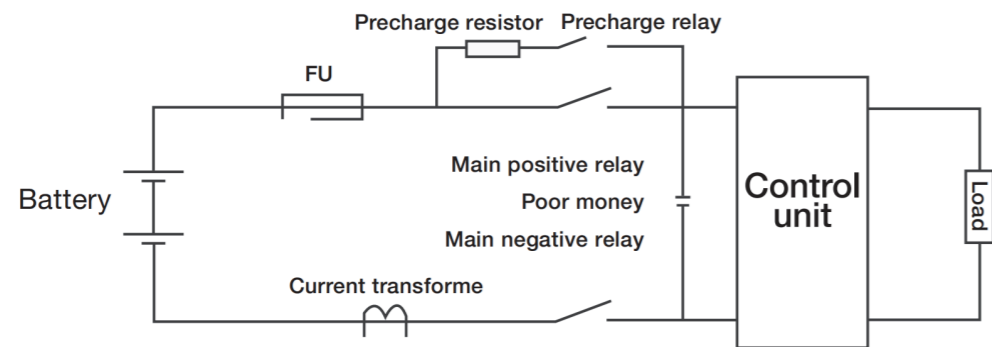 Precharge resistor
Precharge relay
FU
Main positive relay
Battery
Poor money
Main negative relay
Control
unit
Load
Current transforme